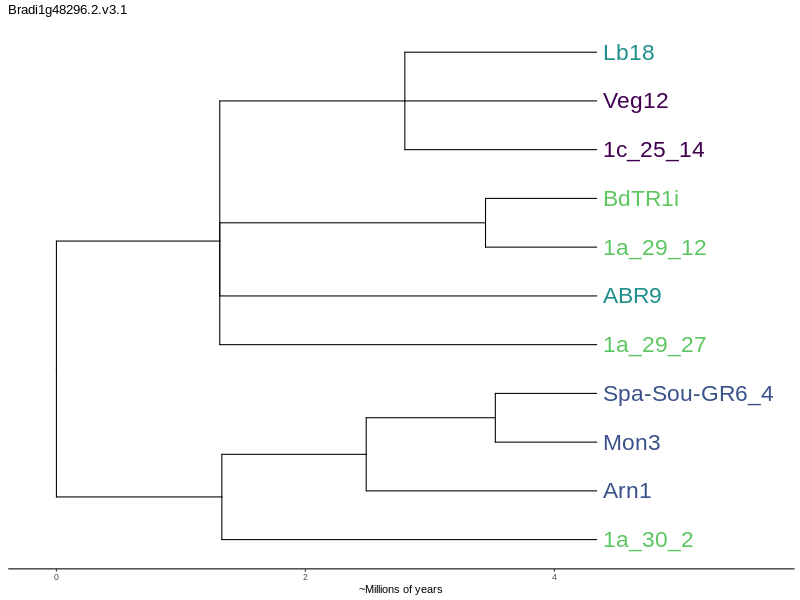 Bradi1g48296.2.v3.1
Lb18
Veg12
1c_25_14
BdTR1i
1a_29_12
ABR9
1a_29_27
Spa-Sou-GR6_4
Mon3
Arn1
1a_30_2
0 2 4
~Millions of years